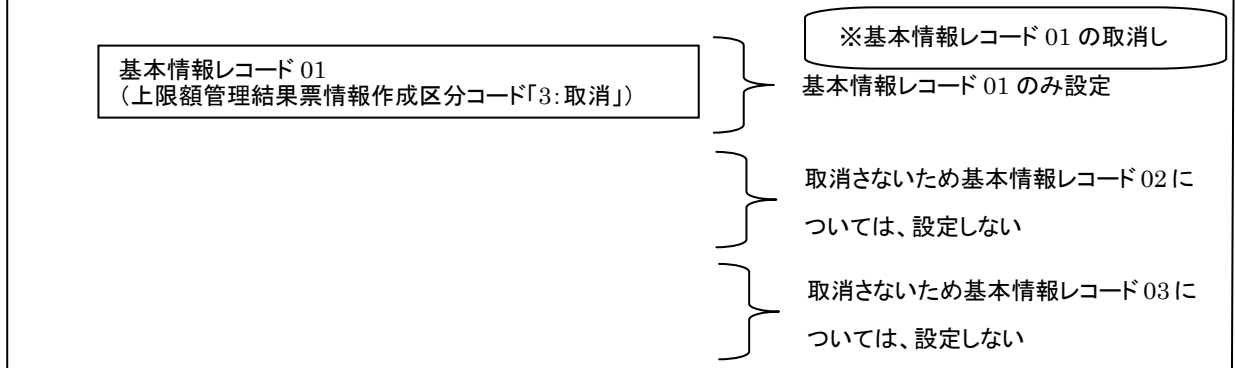 ※基本情報レコード 01 の取消し
基本情報レコード 01
（上限額管理結果票情報作成区分コード「3：取消」）
基本情報レコード 01 のみ設定
取消さないため基本情報レコード 02 に
ついては、設定しない
取消さないため基本情報レコード 03 に
ついては、設定しない